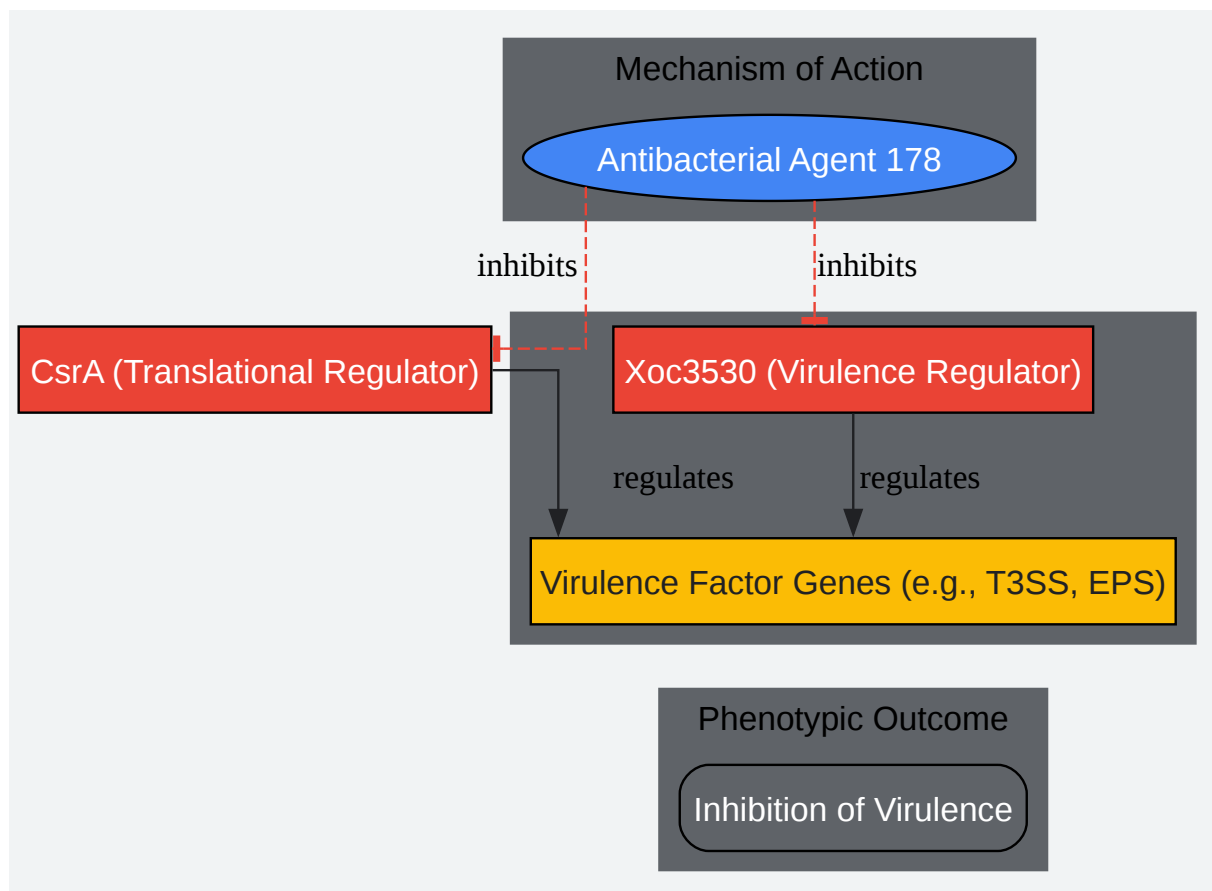 Mechanism of Action
Antibacterial Agent 178
inhibits
inhibits
CsrA (Translational Regulator)
Xoc3530 (Virulence Regulator)
regulates
regulates
Virulence Factor Genes (e.g., T3SS, EPS)
Phenotypic Outcome
Inhibition of Virulence